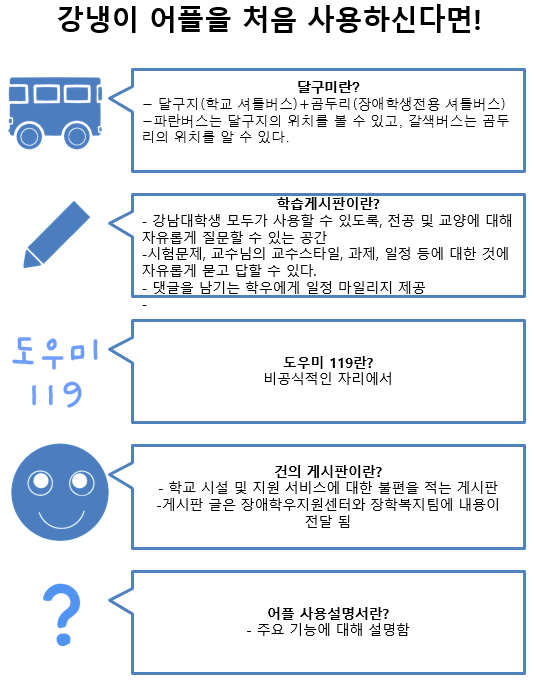 강냉이 어플을 처음 사용하신다면!
달구미란?
– 달구지(학교 셔틀버스)+곰두리(장애학생전용 셔틀버스)
–파란버스는 달구지의 위치를 볼 수 있고, 갈색버스는 곰두
리의 위치를 알 수 있다.
학습게시판이란?
- 강남대학생 모두가 사용할 수 있도록, 전공 및 교양에 대해
자유롭게 질문할 수 있는 공간
-시험문제, 교수님의 교수스타일, 과제, 일정 등에 대한 것에
자유롭게 묻고 답할 수 있다.
- 댓글을 남기는 학우에게 일정 마일리지 제공
-
도우미
119
도우미 119란?
비공식적인 자리에서
건의 게시판이란?
- 학교 시설 및 지원 서비스에 대한 불편을 적는 게시판
-게시판 글은 장애학우지원센터와 장학복지팀에 내용이
전달 됨
?
어플 사용설명서란?
- 주요 기능에 대해 설명함